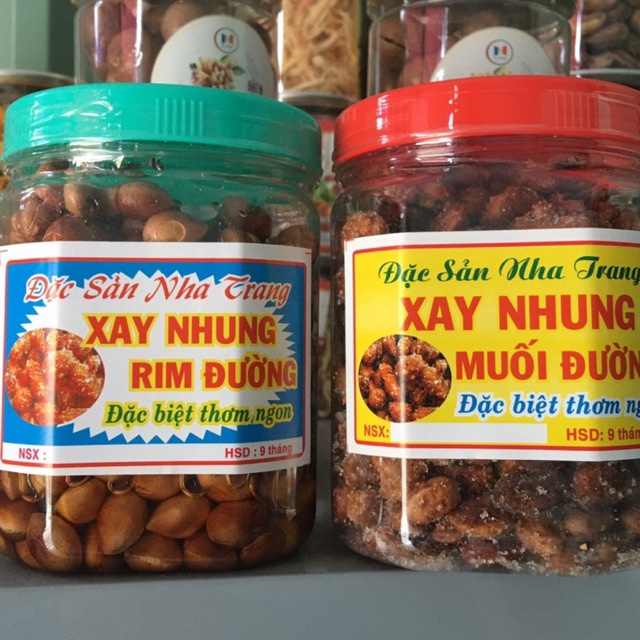 Đặc Sản Nha Trang
XAY NHUNG
RIM ĐƯỜNG
Đặc biệt thơm, ngon
NSX :
HSD : 9 tháng
Đặc Sản Nha Trang
XAY NHUNG
MUỐI ĐƯỜN
Đặc biệt thơm
NSX:
HSD: 9 thán